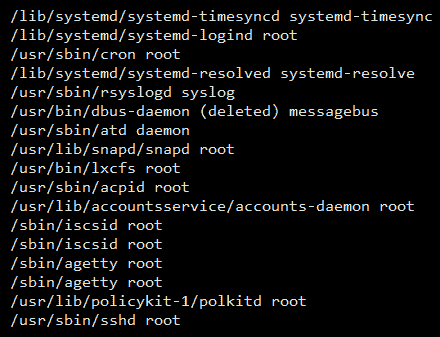 /lib/systemd/systemd-timesyncd systemd-timesync
/lib/systemd/systemd-logind root
/usr/sbin/cron root
/lib/systemd/systemd-resolved systemd-resolve
/usr/sbin/rsyslogd syslog
/usr/bin/dbus-daemon (deleted) messagebus
/usr/sbin/atd daemon
/usr/lib/snapd/snapd root
/usr/bin/lxcfs root
/usr/sbin/acpid root
/usr/lib/accountsservice/accounts-daemon root
/sbin/iscsid root
/sbin/iscsid root
/sbin/agetty root
/sbin/agetty root
/usr/lib/policykit-1/polkitd root
/usr/sbin/sshd root